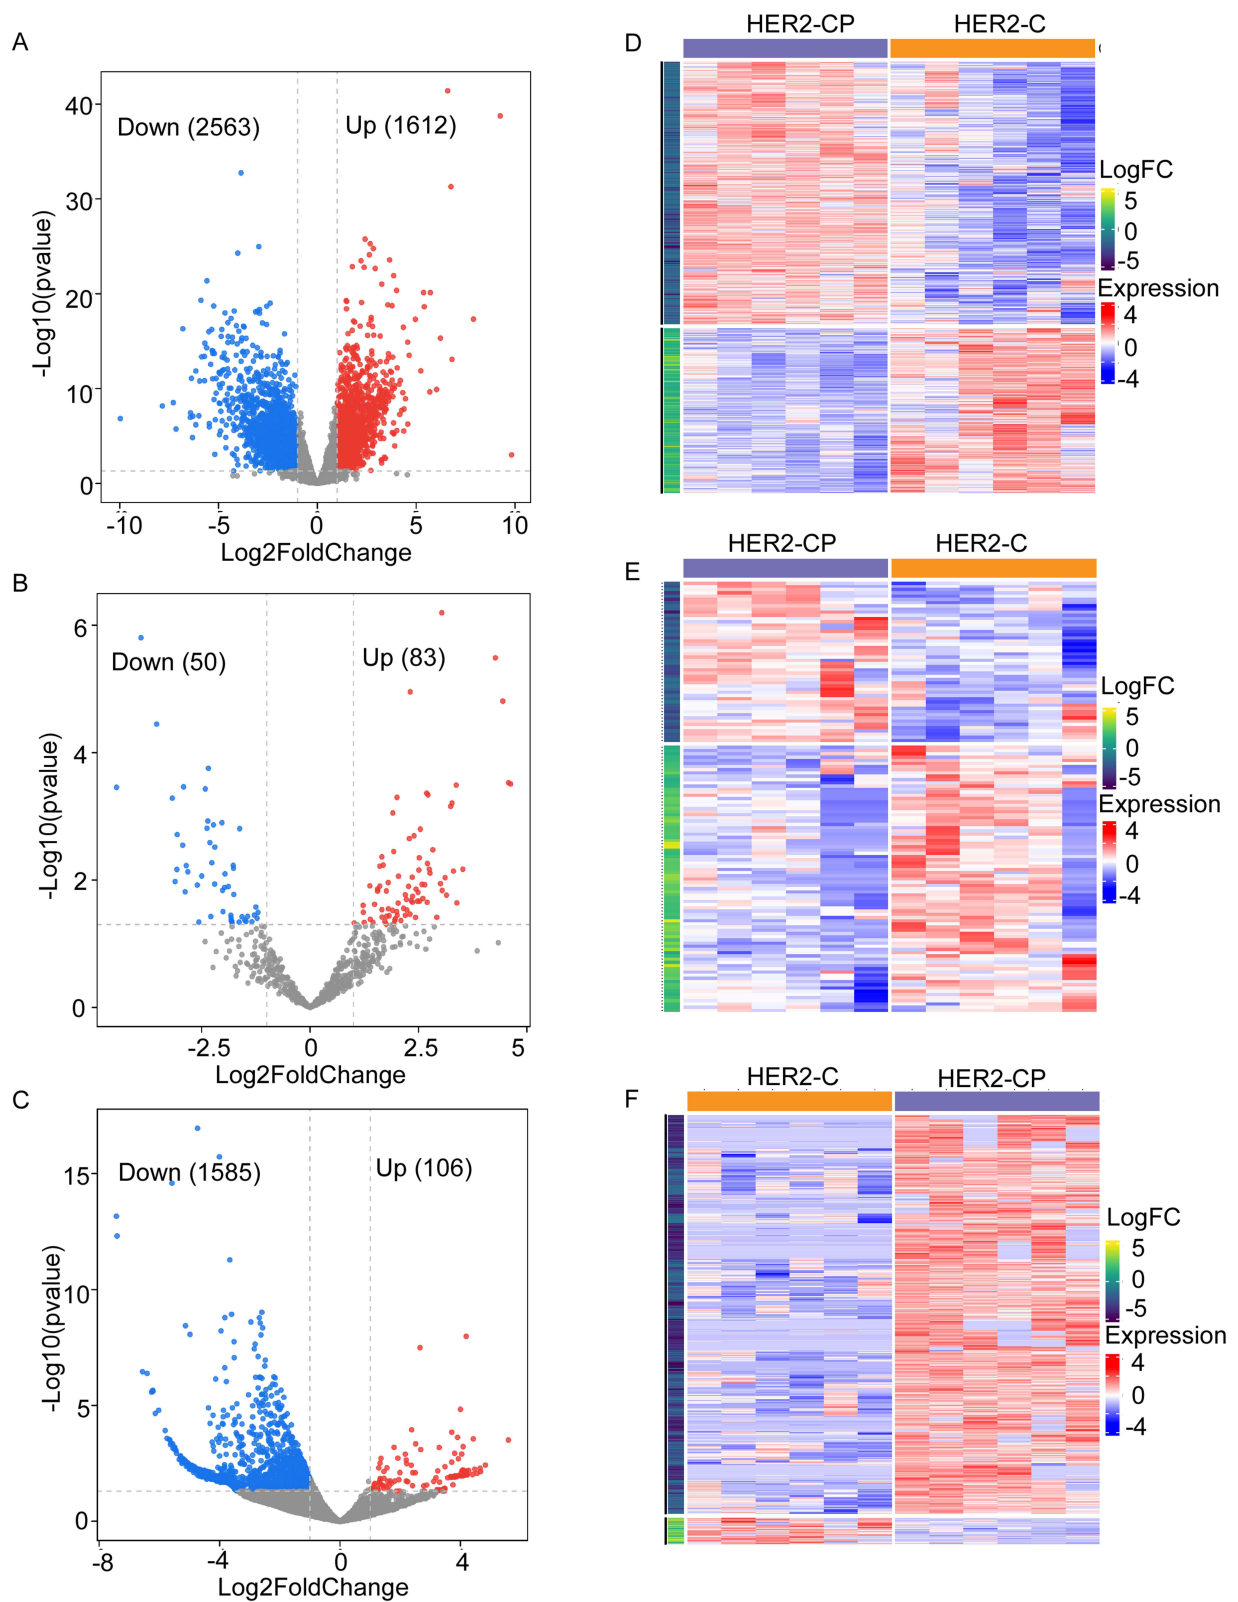 A
Down (2563)
Up (1612)
40
30
20
10
0
-Log10(pvalue)
-10
-5
0
5
10
Log2FoldChange
D
HER2-CP
HER2-C
LogFC
5
0
-5
Expression
4
0
-4
B
Down (50)
Up (83)
6
4
2
0
-Log10(pvalue)
-2.5
0
2.5
5
Log2FoldChange
E
HER2-CP
HER2-C
LogFC
5
0
-5
Expression
4
0
-4
C
Down (1585)
Up (106)
15
10
5
0
-Log10(pvalue)
-8
-4
0
4
Log2FoldChange
F
HER2-C
HER2-CP
LogFC
5
0
-5
Expression
4
0
-4